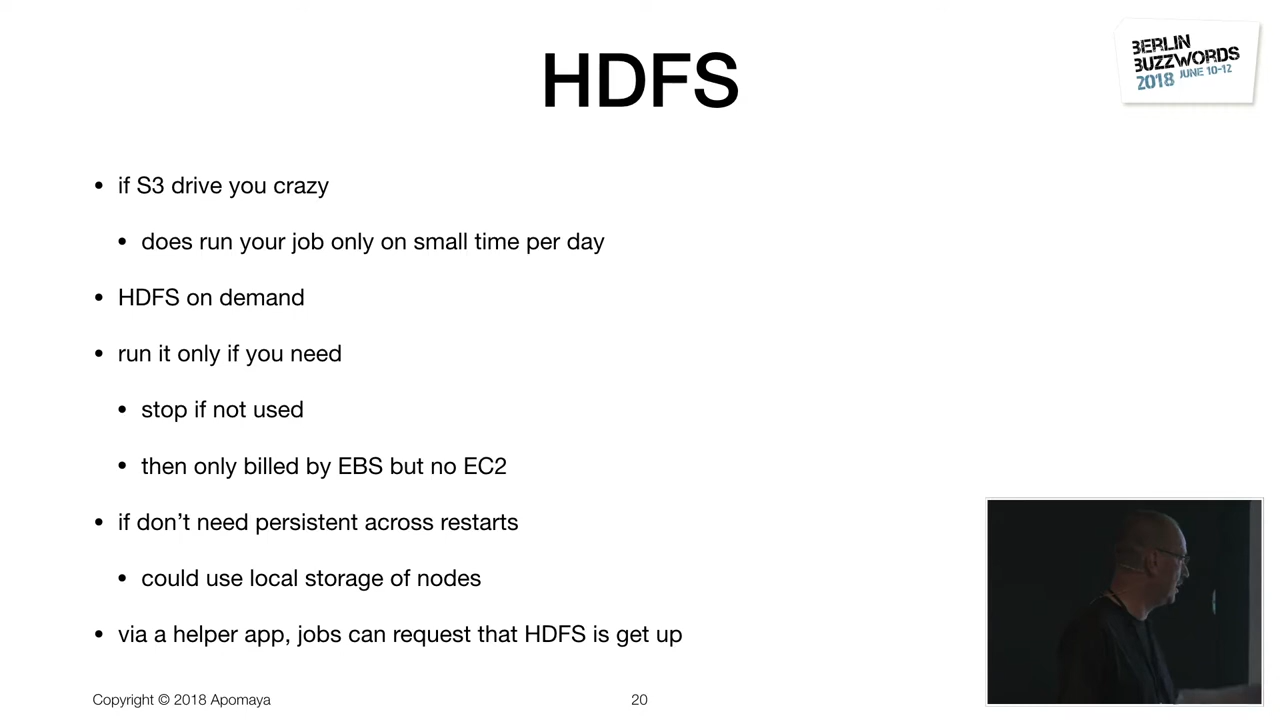 HDFS
BERLIN
BUZZWORDS
2018 JUNE 10-12
• if S3 drive you crazy
• does run your job only on small time per day
• HDFS on demand
• run it only if you need
• stop if not used
• then only billed by EBS but no EC2
• if don’t need persistent across restarts
• could use local storage of nodes
• via a helper app, jobs can request that HDFS is get up
Copyright © 2018 Apomaya
20